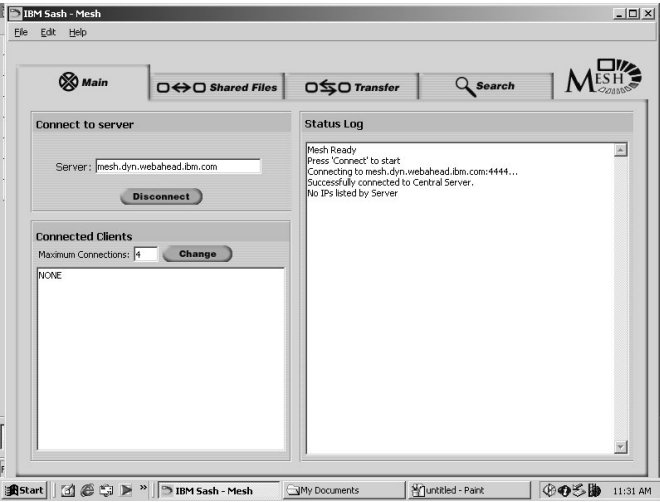 IBM Sash - Mesh
File Edit Help
Main Shared Files Transfer Search
MESH
Connect to server
Server: mesh.dyn.webahead.ibm.com
Disconnect
Connected Clients
Maximum Connections: 4 Change
NONE
Status Log
Mesh Ready
Press 'Connect' to start
Connecting to mesh.dyn.webahead.ibm.com:4444...
Successfully connected to Central Server.
No IPs listed by Server
Start » IBM Sash - Mesh My Documents untitled - Paint 11:31 AM